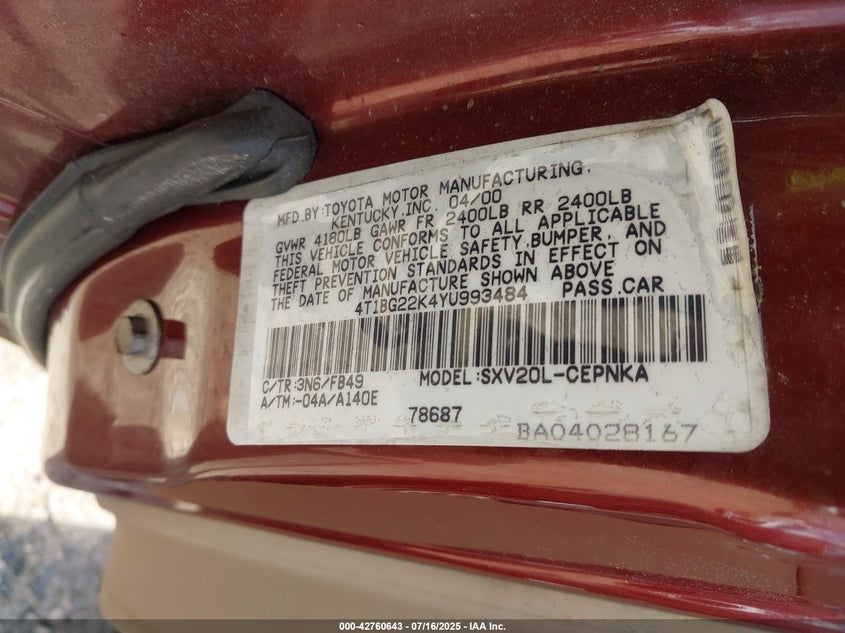 MFD.BY:TOYOTA MOTOR MANUFACTURING,
KENTUCKY,INC. 04/00
GVWR 4180LB GAWR FR 2400LB RR 2400LB
THIS VEHICLE CONFORMS TO ALL APPLICABLE
FEDERAL MOTOR VEHICLE SAFETY,BUMPER, AND
THEFT PREVENTION STANDARDS IN EFFECT ON
THE DATE OF MANUFACTURE SHOWN ABOVE
4T1BG22K4YU993484 PASS.CAR
C/TR:3N6/FB49 MODEL:SXV20L-CEPNKA
A/TM:-04A/A140E
78687
BA04028167
000-42760643 / 07/16/2025 - IAA Inc.